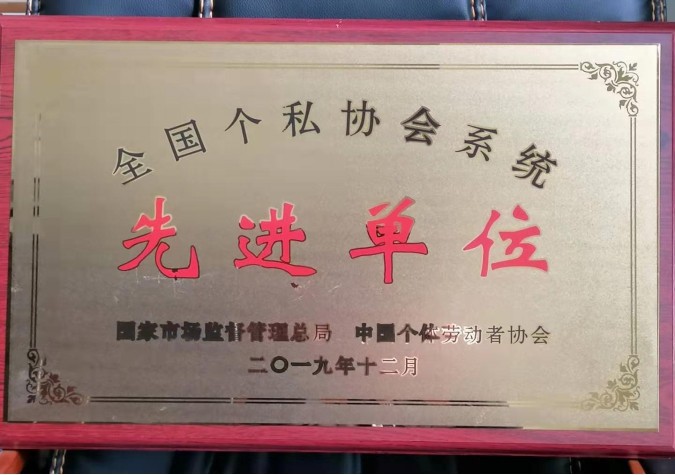 全国个私协会系统
先进单位
国家市场监督管理总局 中国个体劳动者协会
二〇一九年十二月